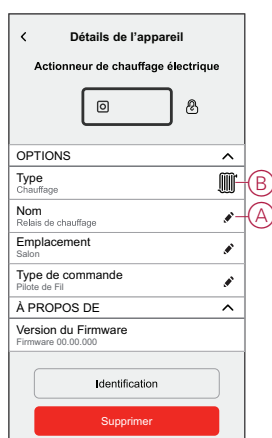 Détails de l'appareil
Actionneur de chauffage électrique
OPTIONS
Type
Chauffage
B
Nom
Relais de chauffage
A
Emplacement
Salon
Type de commande
Pilote de Fil
À PROPOS DE
Version du Firmware
Firmware 00.00.000
Identification
Supprimer